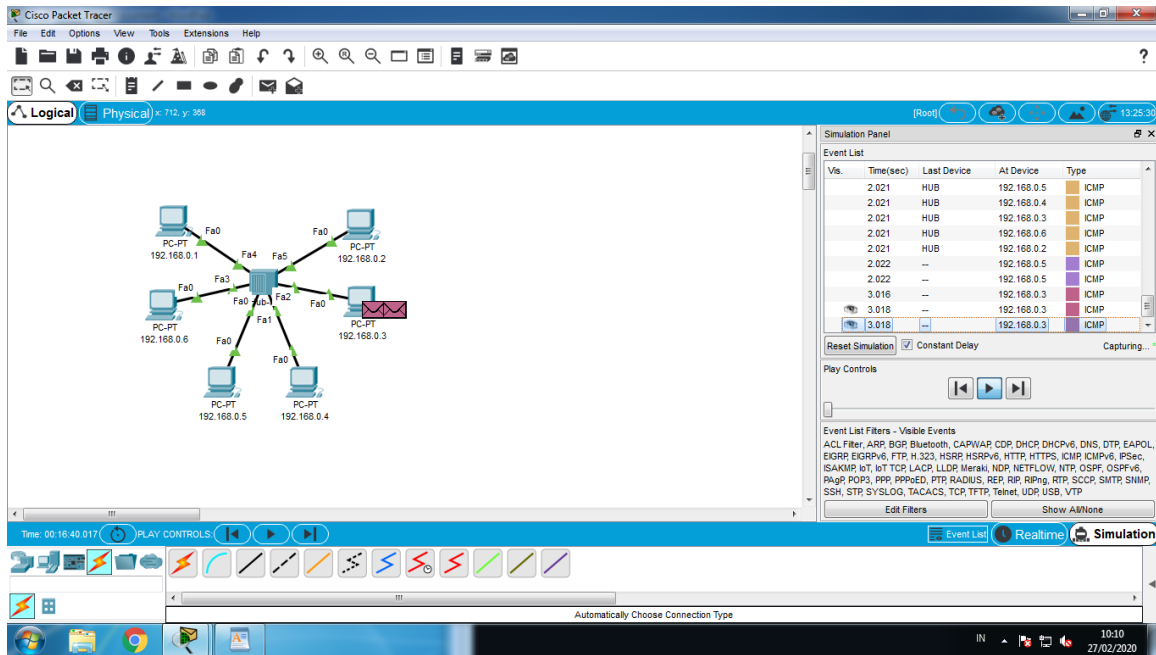 Cisco Packet Tracer
File Edit Options View Tools Extensions Help
?
Logical Physical x: 712, y: 368 [Root] 13:25:30
Simulation Panel
Event List
Vis. Time(sec) Last Device At Device Type
2.021 HUB 192.168.0.5 ICMP
2.021 HUB 192.168.0.4 ICMP
2.021 HUB 192.168.0.3 ICMP
2.021 HUB 192.168.0.6 ICMP
2.021 HUB 192.168.0.2 ICMP
2.022 -- 192.168.0.5 ICMP
2.022 -- 192.168.0.5 ICMP
3.016 -- 192.168.0.3 ICMP
3.018 -- 192.168.0.3 ICMP
3.018 -- 192.168.0.3 ICMP
Reset Simulation Constant Delay Capturing...
Play Controls
Event List Filters - Visible Events
ACL Filter, ARP, BGP, Bluetooth, CAPWAP, CDP, DHCP, DHCPv6, DNS, DTP, EAPOL,
EIGRP, EIGRPv6, FTP, H.323, HSRP, HSRPv6, HTTP, HTTPS, ICMP, ICMPv6, IPSec,
ISAKMP, IoT, IoT TCP, LACP, LLDP, Meraki, NDP, NETFLOW, NTP, OSPF, OSPFv6,
PAgP, POP3, PPP, PPPoED, PTP, RADIUS, REP, RIP, RIPng, RTP, SCCP, SMTP, SNMP,
SSH, STP, SYSLOG, TACACS, TCP, TFTP, Telnet, UDP, USB, VTP
Edit Filters Show All/None
Fa0
PC-PT
192.168.0.1
Fa4
Fa5
Fa0
PC-PT
192.168.0.2
Fa0
PC-PT
192.168.0.6
Fa3
Fa0
Fa2
Fa1
Fa0
PC-PT
192.168.0.3
Fa0
PC-PT
192.168.0.5
Fa0
PC-PT
192.168.0.4
Time: 00:16:40.017 PLAY CONTROLS: Event List Realtime Simulation
Automatically Choose Connection Type
IN
10:10
27/02/2020